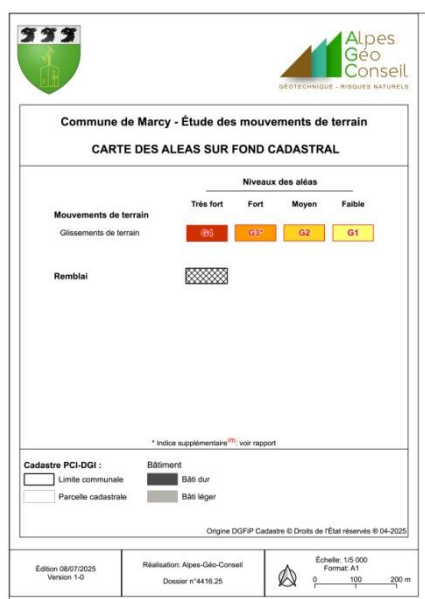 Alpes
Géo
Conseil
GÉOTECHNIQUE - RISQUES NATURELS
Commune de Marcy - Étude des mouvements de terrain
CARTE DES ALEAS SUR FOND CADASTRAL
Niveaux des aléas
Très fort Fort Moyen Faible
Mouvements de terrain
Glissements de terrain G4 G3* G2 G1
Remblai
* Indice supplémentaire (*): voir rapport
Cadastre PCI-DGI : Bâtiment
Limite communale Bâti dur
Parcelle cadastrale Bâti léger
Origine DGFiP Cadastre © Droits de l'État réservés ® 04-2025
Édition 08/07/2025
Version 1-0
Réalisation: Alpes-Géo-Conseil
Dossier n°4416.25
Échelle: 1/5 000
Format: A1
0 100 200 m